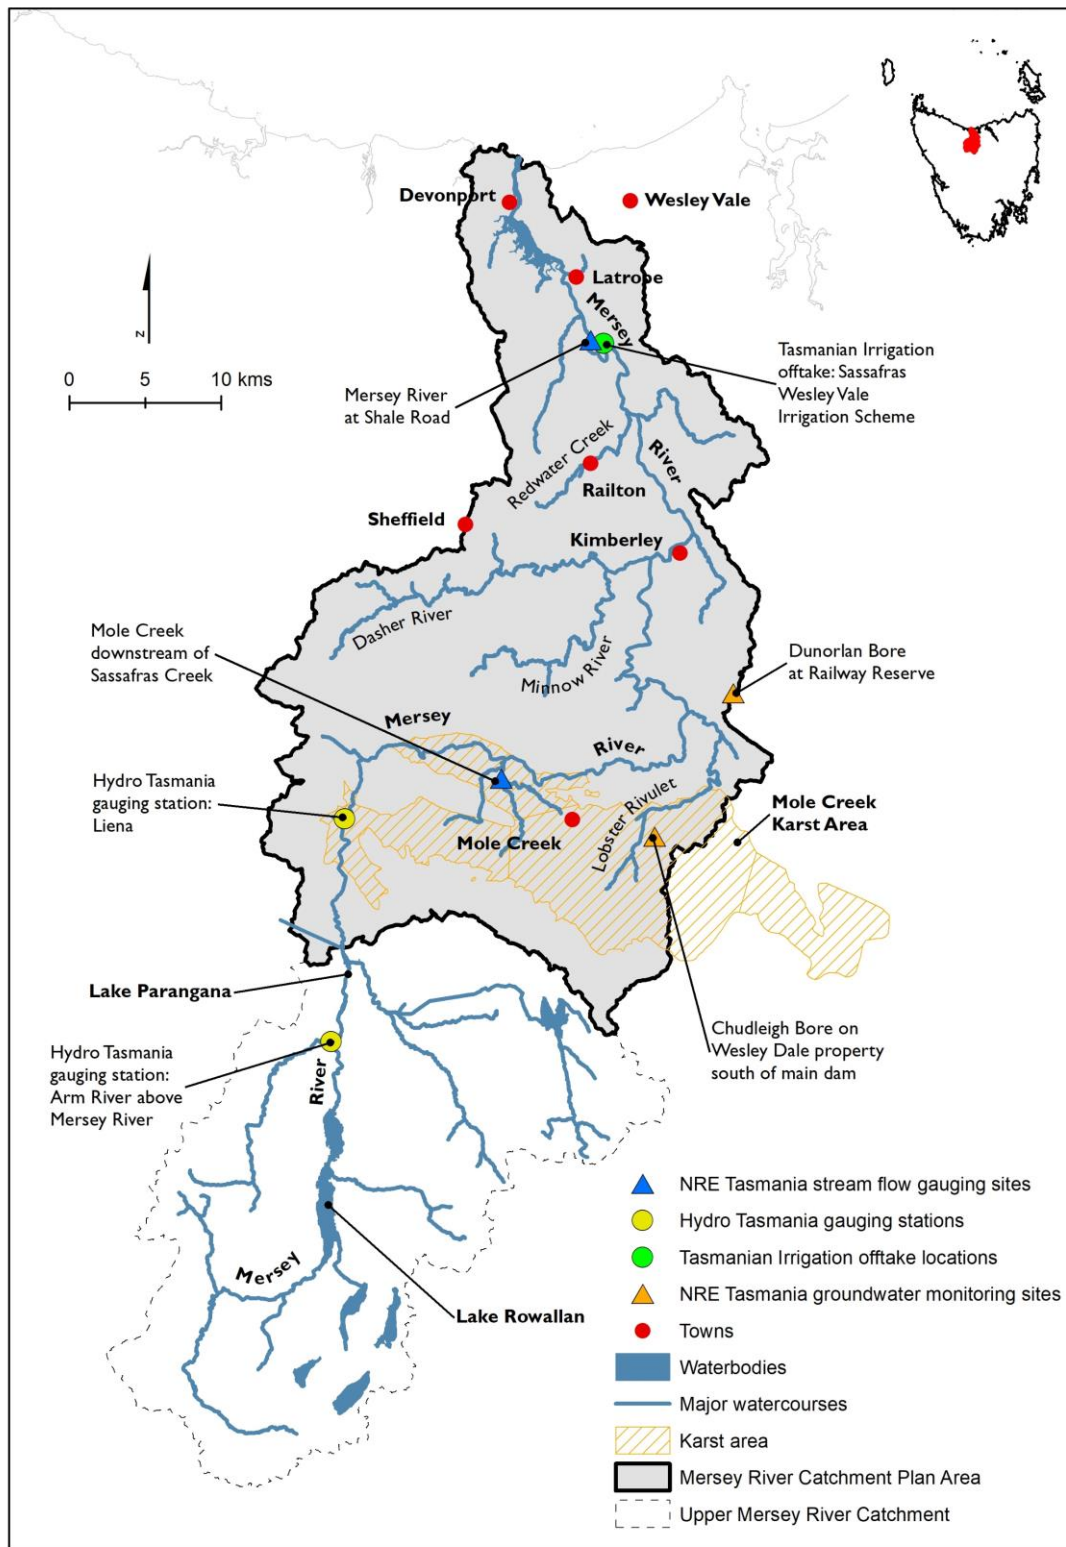 Devonport
Wesley Vale
Latrobe
Mersey
N
0 5 10 kms
Mersey River
at Shale Road
Tasmanian Irrigation
offtake: Sassafras
Wesley Vale
Irrigation Scheme
Redwater Creek
River
Railton
Sheffield
Kimberley
Dasher River
Mole Creek
downstream of
Sassafras Creek
Minnow River
Dunorlan Bore
at Railway Reserve
Mersey
River
Hydro Tasmania
gauging station:
Liena
Lobster Rivulet
Mole Creek
Karst Area
Mole Creek
Lake Parangana
Hydro Tasmania
gauging station:
Arm River above
Mersey River
River
Chudleigh Bore on
Wesley Dale property
south of main dam
Mersey
Lake Rowallan
NRE Tasmania stream flow gauging sites
Hydro Tasmania gauging stations
Tasmanian Irrigation offtake locations
NRE Tasmania groundwater monitoring sites
Towns
Waterbodies
Major watercourses
Karst area
Mersey River Catchment Plan Area
Upper Mersey River Catchment